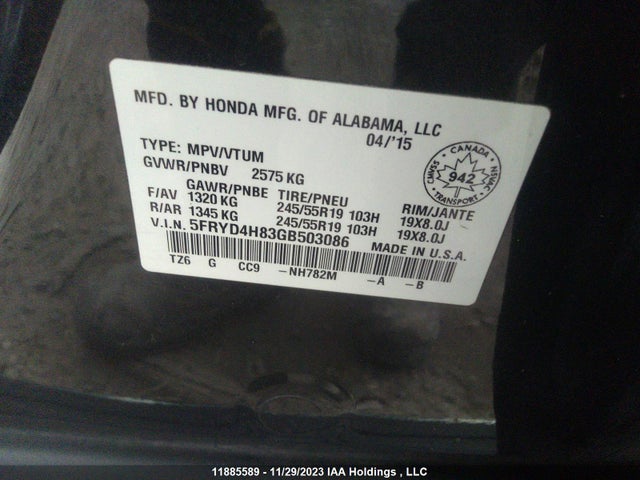 MFD. BY HONDA MFG. OF ALABAMA, LLC
04/'15
TYPE: MPV/VTUM
GVWR/PNBV 2575 KG
GAWR/PNBE TIRE/PNEU RIM/JANTE
F/AV 1320 KG 245/55R19 103H 19X8.0J
R/AR 1345 KG 245/55R19 103H 19X8.0J
V.I.N. 5FRYD4H83GB503086 MADE IN U.S.A.
TZ6 G CC9 -NH782M -A -B
CANADA
CMVSS 942 NSVAC
TRANSPORT
11885589 - 11/29/2023 IAA Holdings , LLC